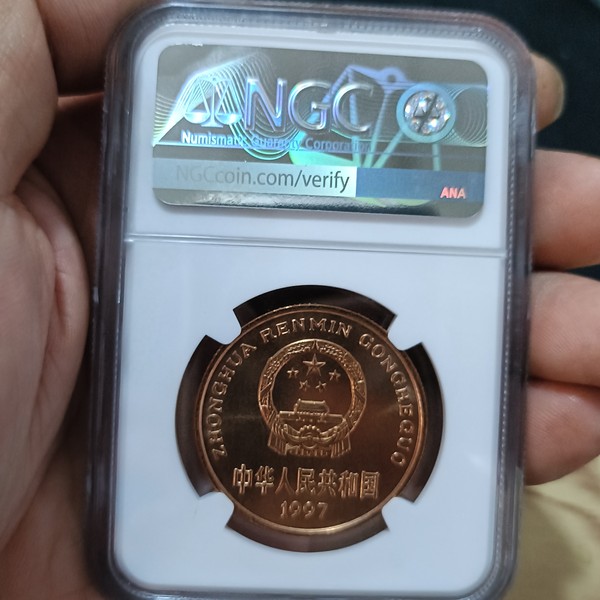 NGC
Numismatic Guaranty Corporation
NGCcoin.com/verify
ANA
ZHONGHUA RENMIN GONGHEGUO
中华人民共和国
1997